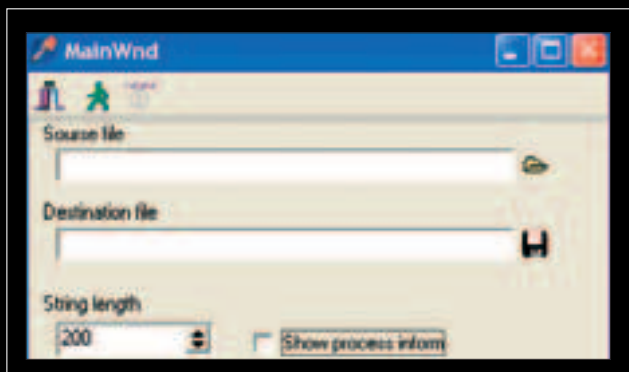 MainWnd
Sourse file
Destination file
String length
200
Show process inform